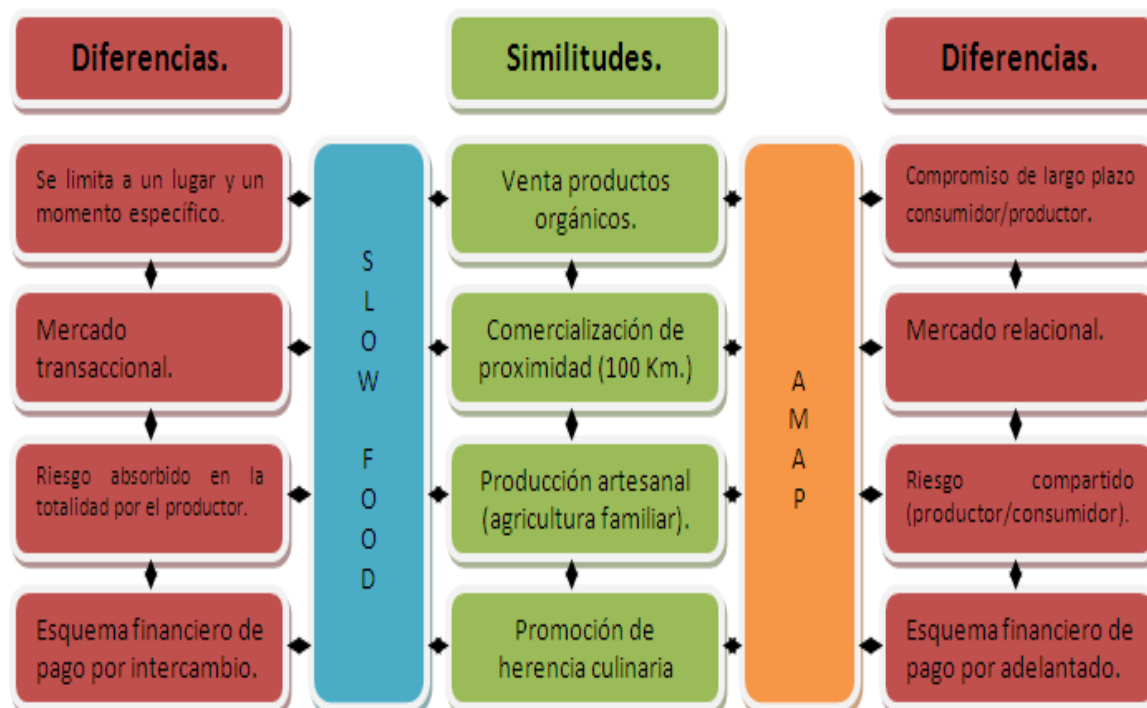 Diferencias.
Similitudes.
Diferencias.
Se limita a un lugar y un
momento específico.
SLOW FOOD
Venta productos
orgánicos.
AMAP
Compromiso de largo plazo
consumidor/productor.
Mercado
transaccional.
Comercialización de
proximidad (100 Km.)
Mercado relacional.
Riesgo absorbido en la
totalidad por el productor.
Producción artesanal
(agricultura familiar).
Riesgo compartido
(productor/consumidor).
Esquema financiero de
pago por intercambio.
Promoción de
herencia culinaria
Esquema financiero de
pago por adelantado.